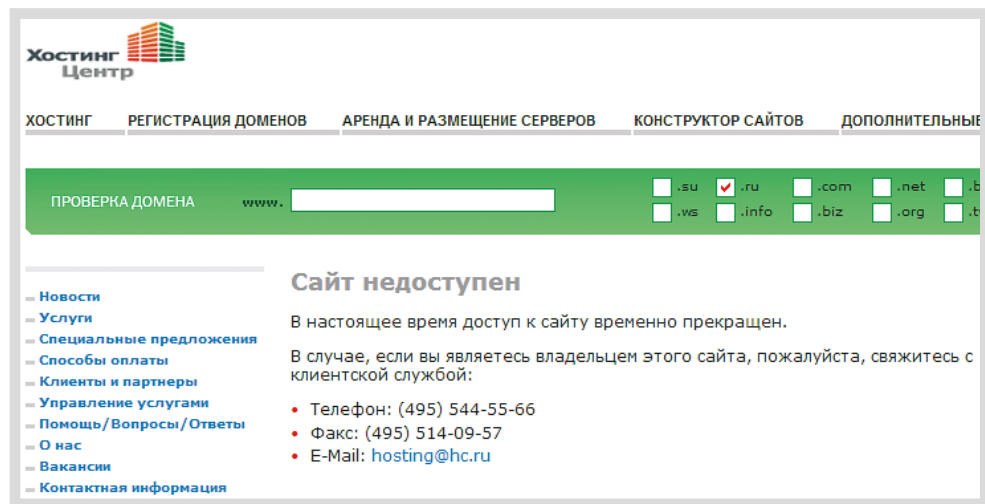 Хостинг
Центр
ХОСТИНГ РЕГИСТРАЦИЯ ДОМЕНОВ АРЕНДА И РАЗМЕЩЕНИЕ СЕРВЕРОВ КОНСТРУКТОР САЙТОВ ДОПОЛНИТЕЛЬНЫЕ
.su .ru .com .net .b
ПРОВЕРКА ДОМЕНА www.
.ws .info .biz .org .t
Сайт недоступен
В настоящее время доступ к сайту временно прекращен.
В случае, если вы являетесь владельцем этого сайта, пожалуйста, свяжитесь с
клиентской службой:
• Телефон: (495) 544-55-66
• Факс: (495) 514-09-57
• E-Mail: hosting@hc.ru
Новости
Услуги
Специальные предложения
Способы оплаты
Клиенты и партнеры
Управление услугами
Помощь/Вопросы/Ответы
О нас
Вакансии
Контактная информация